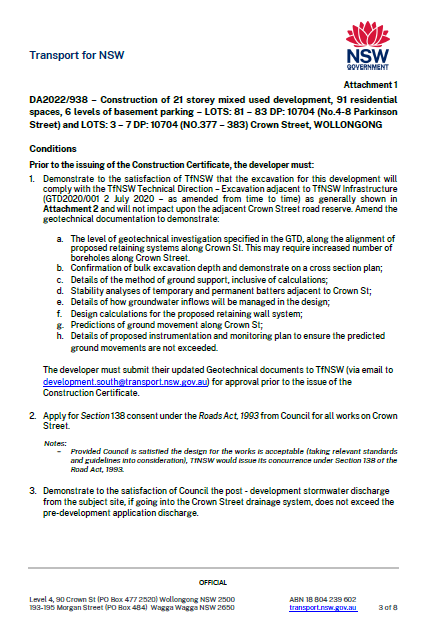 Transport for NSW
NSW
GOVERNMENT
Attachment 1
DA2022/938 – Construction of 21 storey mixed used development, 91 residential
spaces, 6 levels of basement parking – LOTS: 81 – 83 DP: 10704 (No.4-8 Parkinson
Street) and LOTS: 3 – 7 DP: 10704 (NO.377 – 383) Crown Street, WOLLONGONG
Conditions
Prior to the issuing of the Construction Certificate, the developer must:
1. Demonstrate to the satisfaction of TfNSW that the excavation for this development will
comply with the TfNSW Technical Direction – Excavation adjacent to TfNSW Infrastructure
(GTD2020/001 2 July 2020 – as amended from time to time) as generally shown in
Attachment 2 and will not impact upon the adjacent Crown Street road reserve. Amend the
geotechnical documentation to demonstrate:
a. The level of geotechnical investigation specified in the GTD, along the alignment of
proposed retaining systems along Crown St. This may require increased number of
boreholes along Crown Street.
b. Confirmation of bulk excavation depth and demonstrate on a cross section plan;
c. Details of the method of ground support, inclusive of calculations;
d. Stability analyses of temporary and permanent batters adjacent to Crown St;
e. Details of how groundwater inflows will be managed in the design;
f. Design calculations for the proposed retaining wall system;
g. Predictions of ground movement along Crown St;
h. Details of proposed instrumentation and monitoring plan to ensure the predicted
ground movements are not exceeded.
The developer must submit their updated Geotechnical documents to TfNSW (via email to
development.south@transport.nsw.gov.au) for approval prior to the issue of the
Construction Certificate.
2. Apply for Section 138 consent under the Roads Act, 1993 from Council for all works on Crown
Street.
Notes:
– Provided Council is satisfied the design for the works is acceptable (taking relevant standards
and guidelines into consideration), TfNSW would issue its concurrence under Section 138 of the
Road Act, 1993.
3. Demonstrate to the satisfaction of Council the post - development stormwater discharge
from the subject site, if going into the Crown Street drainage system, does not exceed the
pre-development application discharge.
OFFICIAL
Level 4, 90 Crown St (PO Box 477 2520) Wollongong NSW 2500
193-195 Morgan Street (PO Box 484) Wagga Wagga NSW 2650
ABN 18 804 239 602
transport.nsw.gov.au
3 of 8